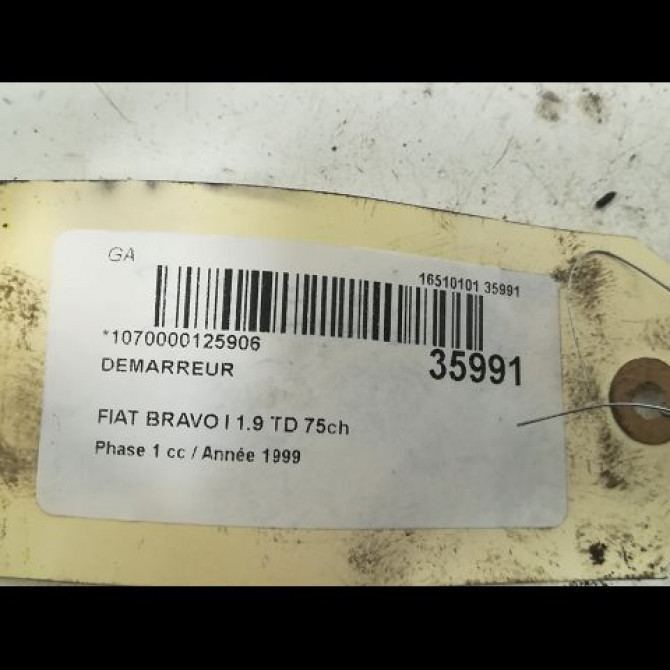 GA
16510101 35991
*1070000125906
35991
DEMARREUR
FIAT BRAVO I 1.9 TD 75ch
Phase 1 cc / Année 1999